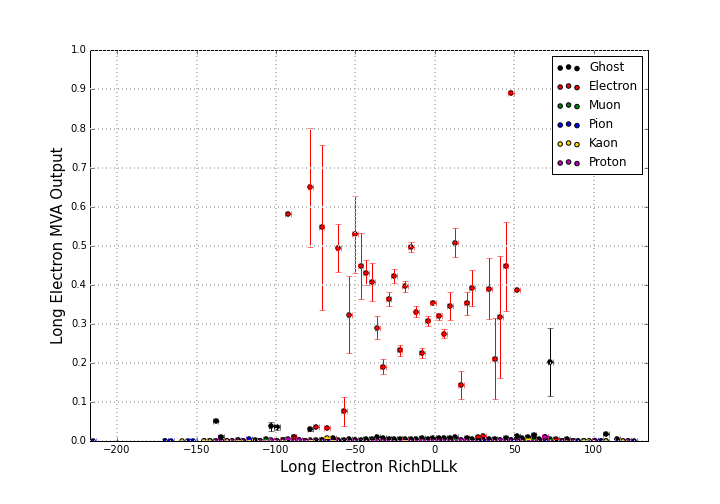 1.0
0.9
0.8
0.7
0.6
0.5
0.4
0.3
0.2
0.1
0.0
Long Electron MVA Output
Ghost
Electron
Muon
Pion
Kaon
Proton
−200 −150 −100 −50 0 50 100
Long Electron RichDLLk